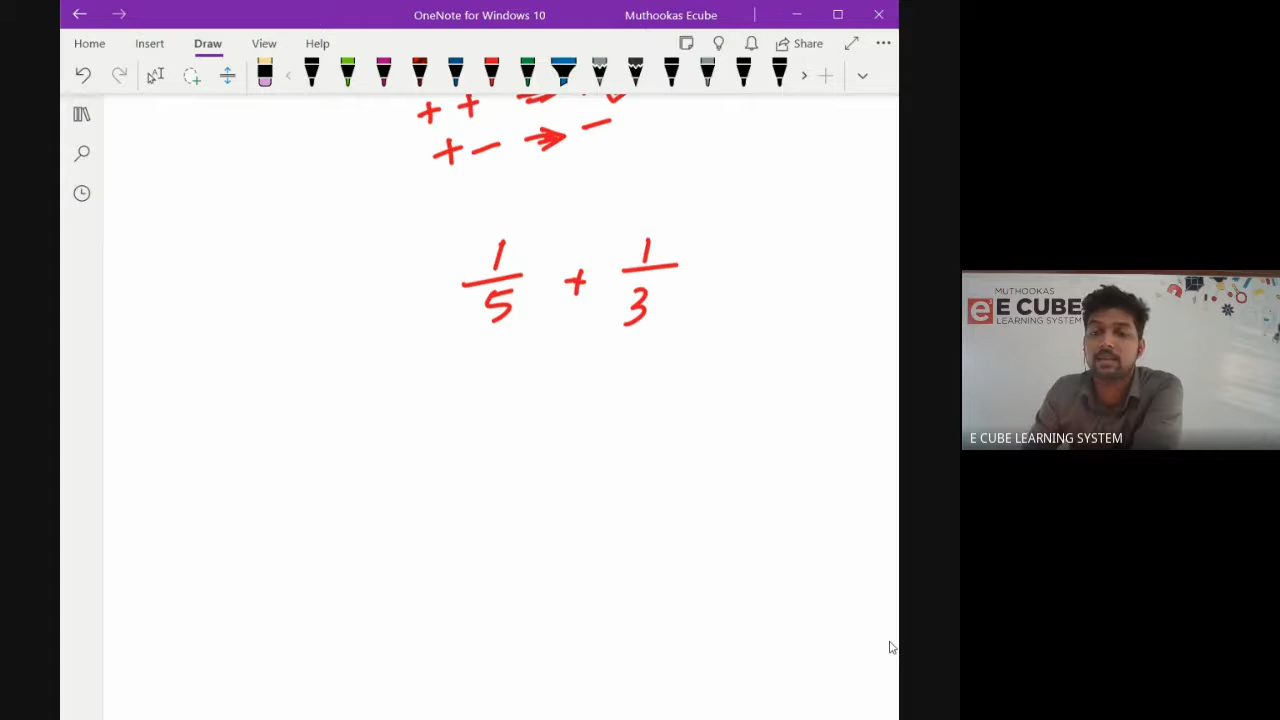 OneNote for Windows 10
Muthookas Ecube
Home Insert Draw View Help
Share
+ +
+ - ⇒ -
1/5 + 1/3
MUTHOOKAS
e E CUBE
LEARNING SYSTEM
E CUBE LEARNING SYSTEM